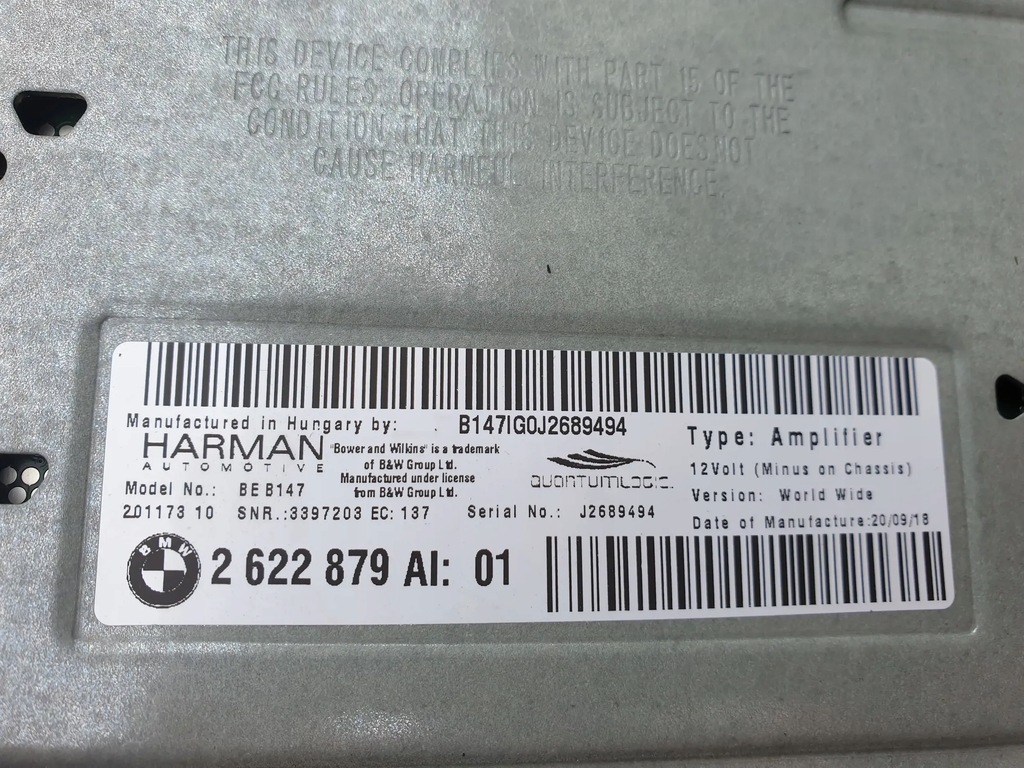 THIS DEVICE COMPLIES WITH PART 15 OF THE
FCC RULES. OPERATION IS SUBJECT TO THE
CONDITION THAT THIS DEVICE DOESNOT
CAUSE HARMFUL INTERFERENCE.
Manufactured in Hungary by:
B147IG0J2689494
Type: Amplifier
HARMAN
AUTOMOTIVE
"Bower and Wilkins" is a trademark
of B&W Group Ltd.
Manufactured under license
from B&W Group Ltd.
QUANTUMLOGIC
12Volt (Minus on Chassis)
Model No.: BE B147
Version: World Wide
201173 10 SNR.:3397203 EC: 137
Serial No.: J2689494
Date of Manufacture:20/09/18
BMW
2 622 879 AI: 01